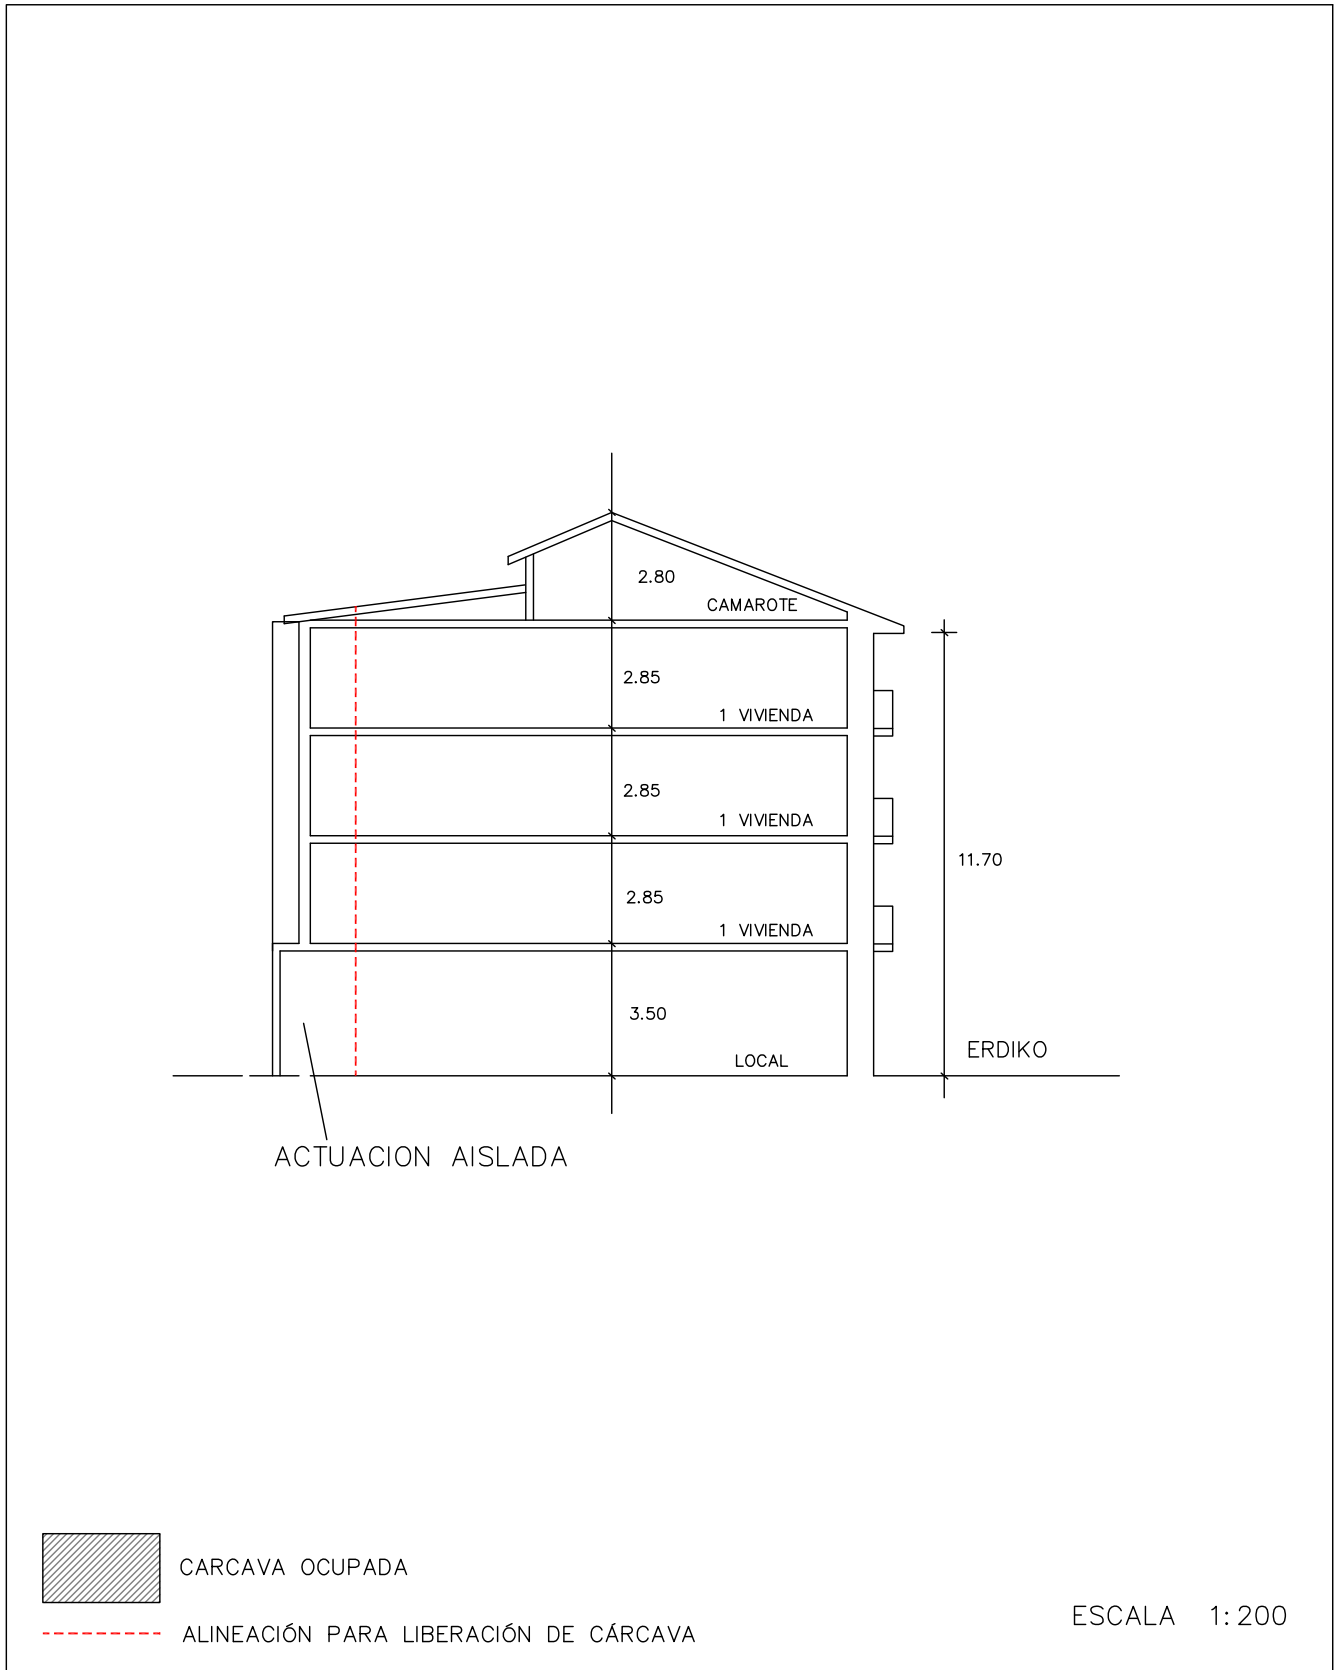 2.80
CAMAROTE
2.85
1 VIVIENDA
2.85
1 VIVIENDA
11.70
2.85
1 VIVIENDA
3.50
ERDIKO
LOCAL
ACTUACION AISLADA
CARCAVA OCUPADA
ESCALA 1:200
ALINEACIÓN PARA LIBERACIÓN DE CÁRCAVA